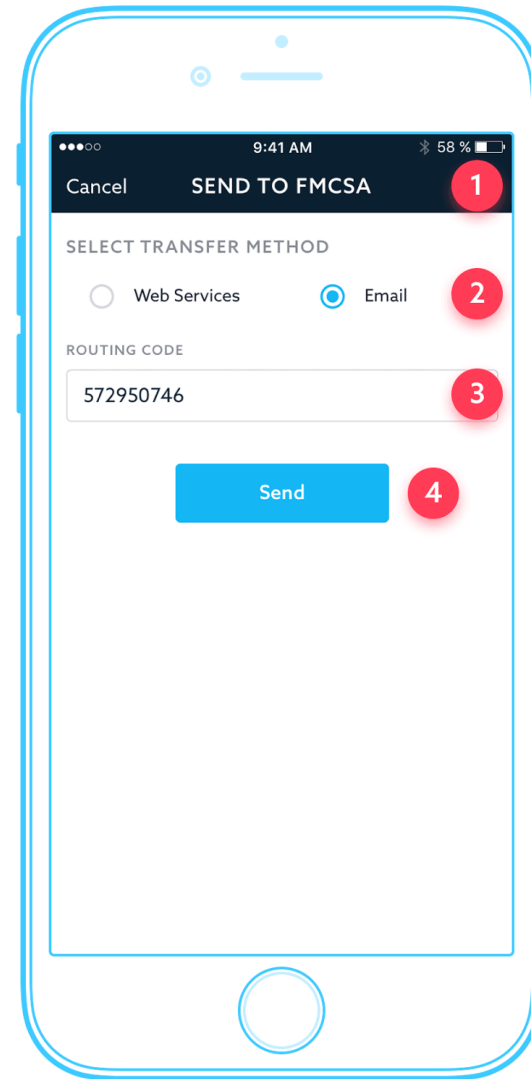 9:41 AM 58 %
Cancel SEND TO FMCSA 1
SELECT TRANSFER METHOD
Web Services Email 2
ROUTING CODE
572950746 3
Send 4